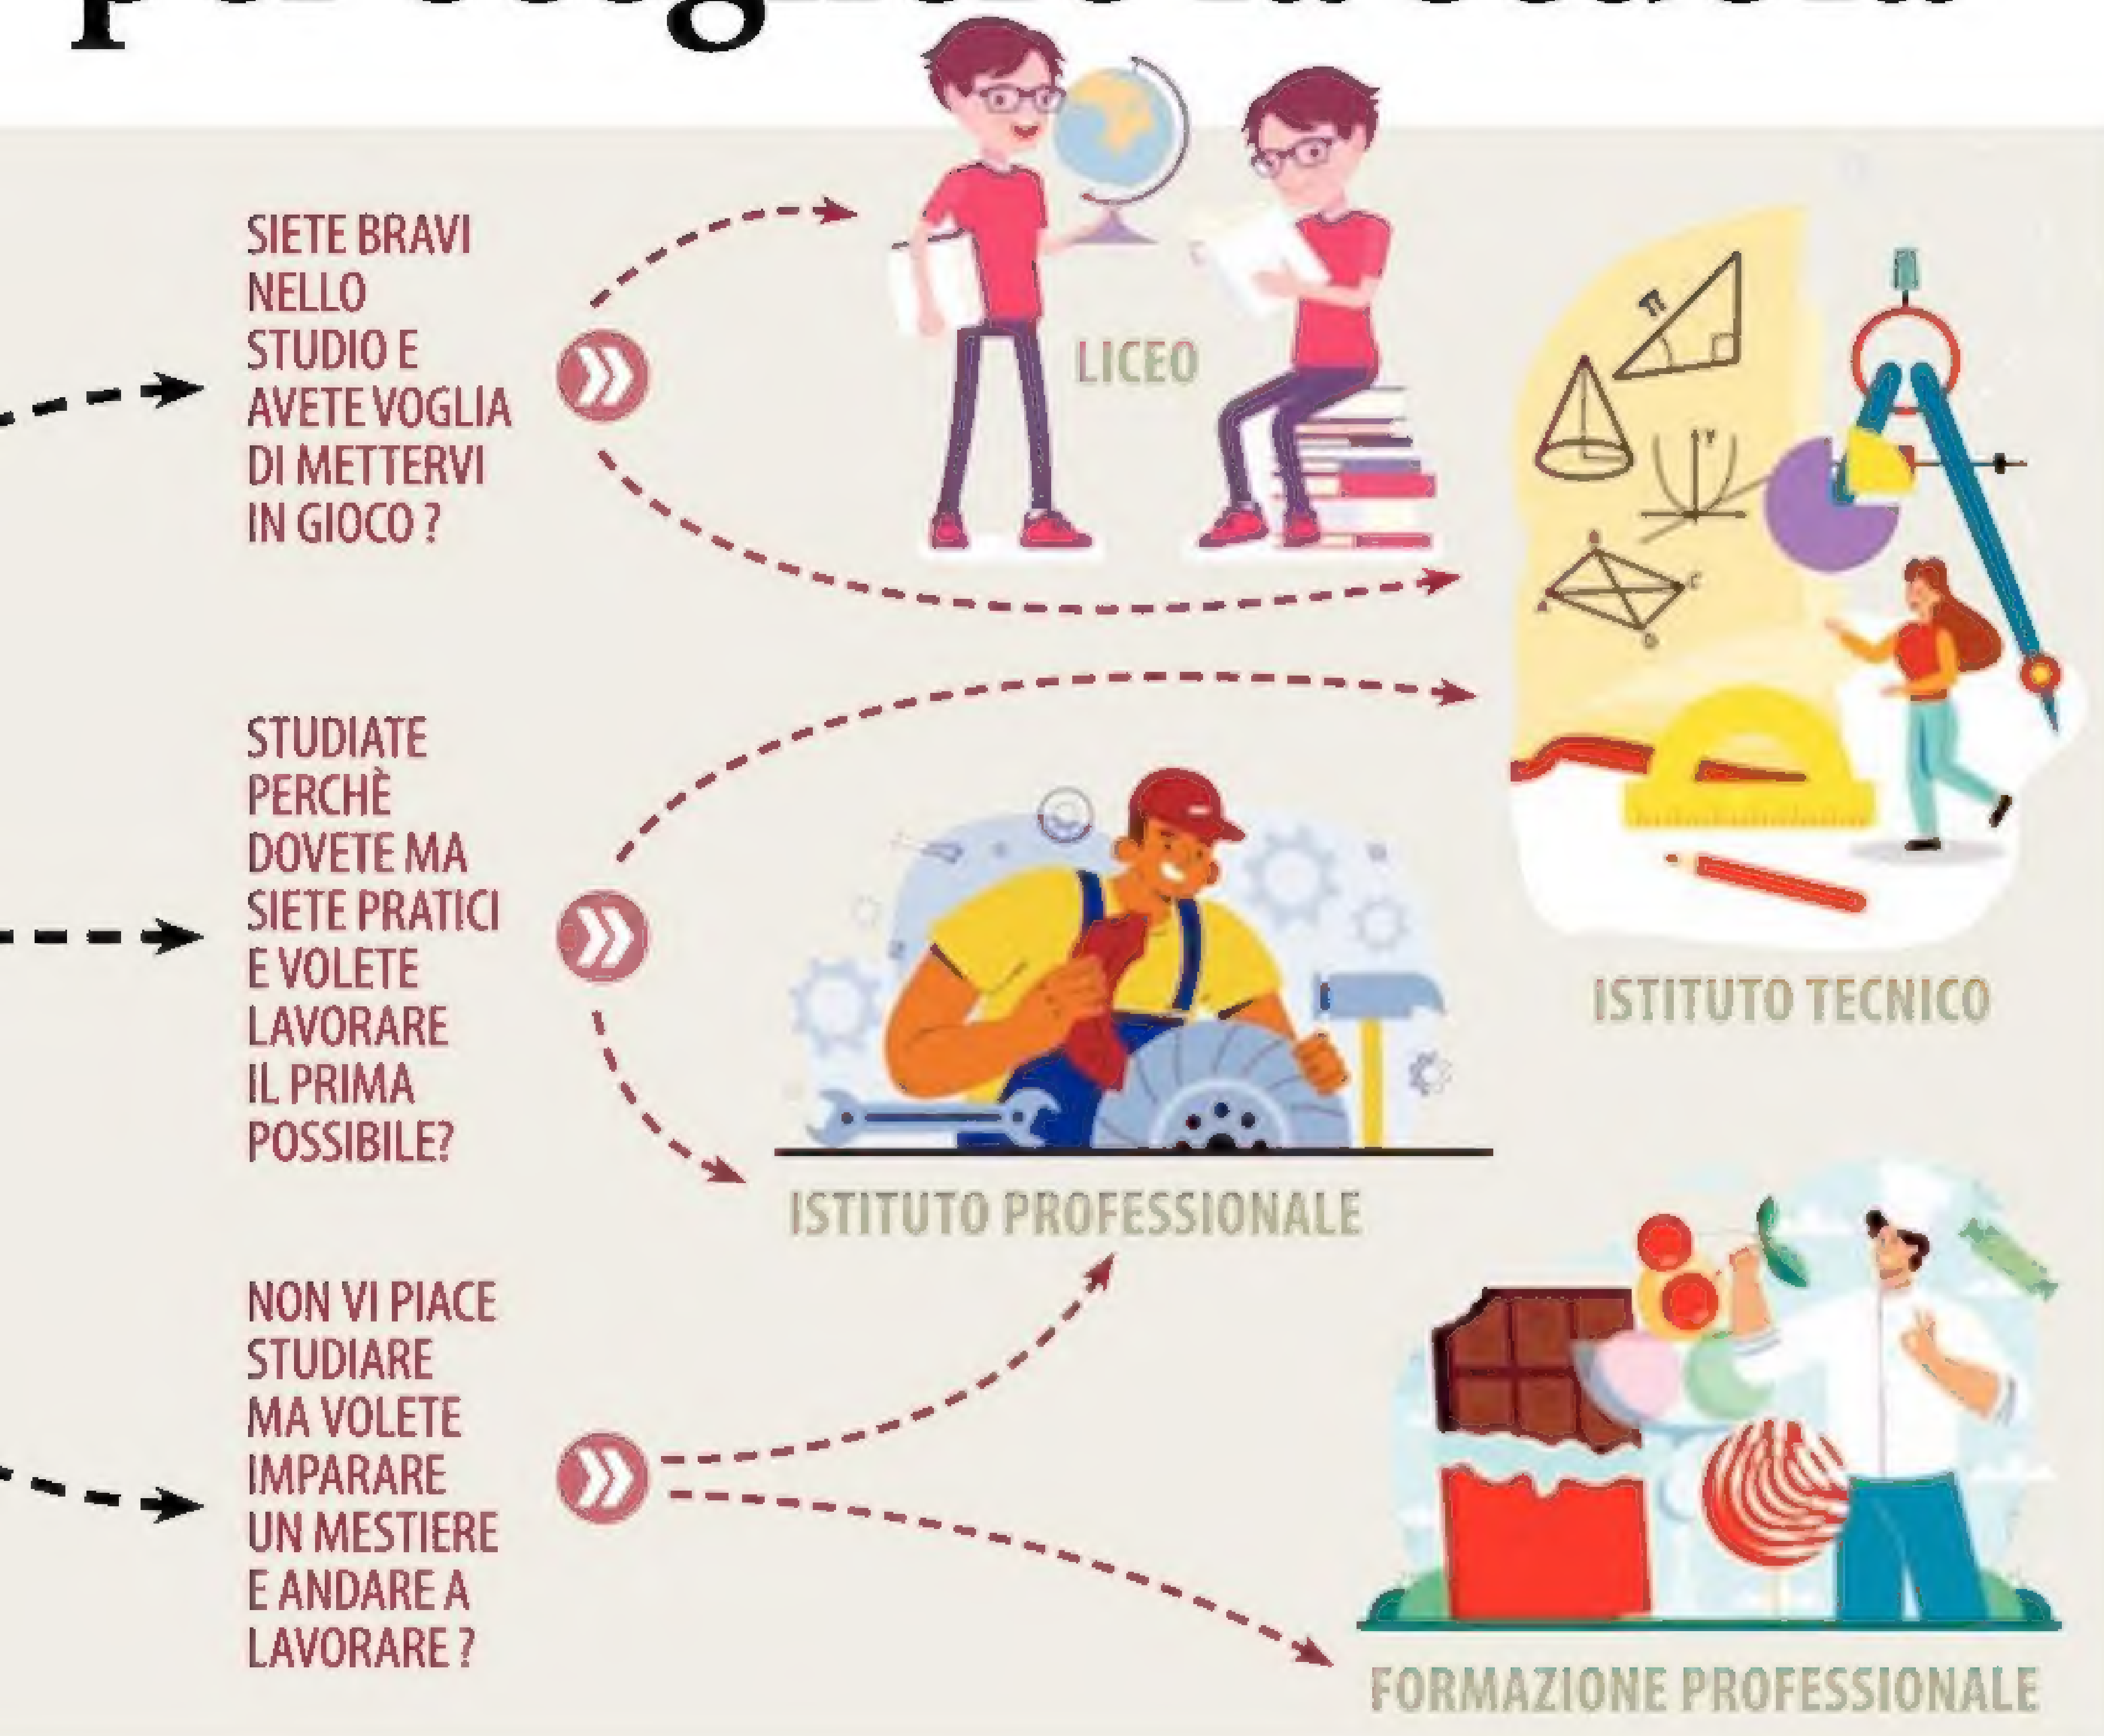 SIETE BRAVI
NELLO
STUDIO E
AVETE VOGLIA
DI METTERVI
IN GIOCO ?
LICEO
π
Y
B
A
C
D
STUDIATE
PERCHÈ
DOVETE MA
SIETE PRATICI
E VOLETE
LAVORARE
IL PRIMA
POSSIBILE?
ISTITUTO TECNICO
ISTITUTO PROFESSIONALE
NON VI PIACE
STUDIARE
MA VOLETE
IMPARARE
UN MESTIERE
E ANDARE A
LAVORARE ?
FORMAZIONE PROFESSIONALE